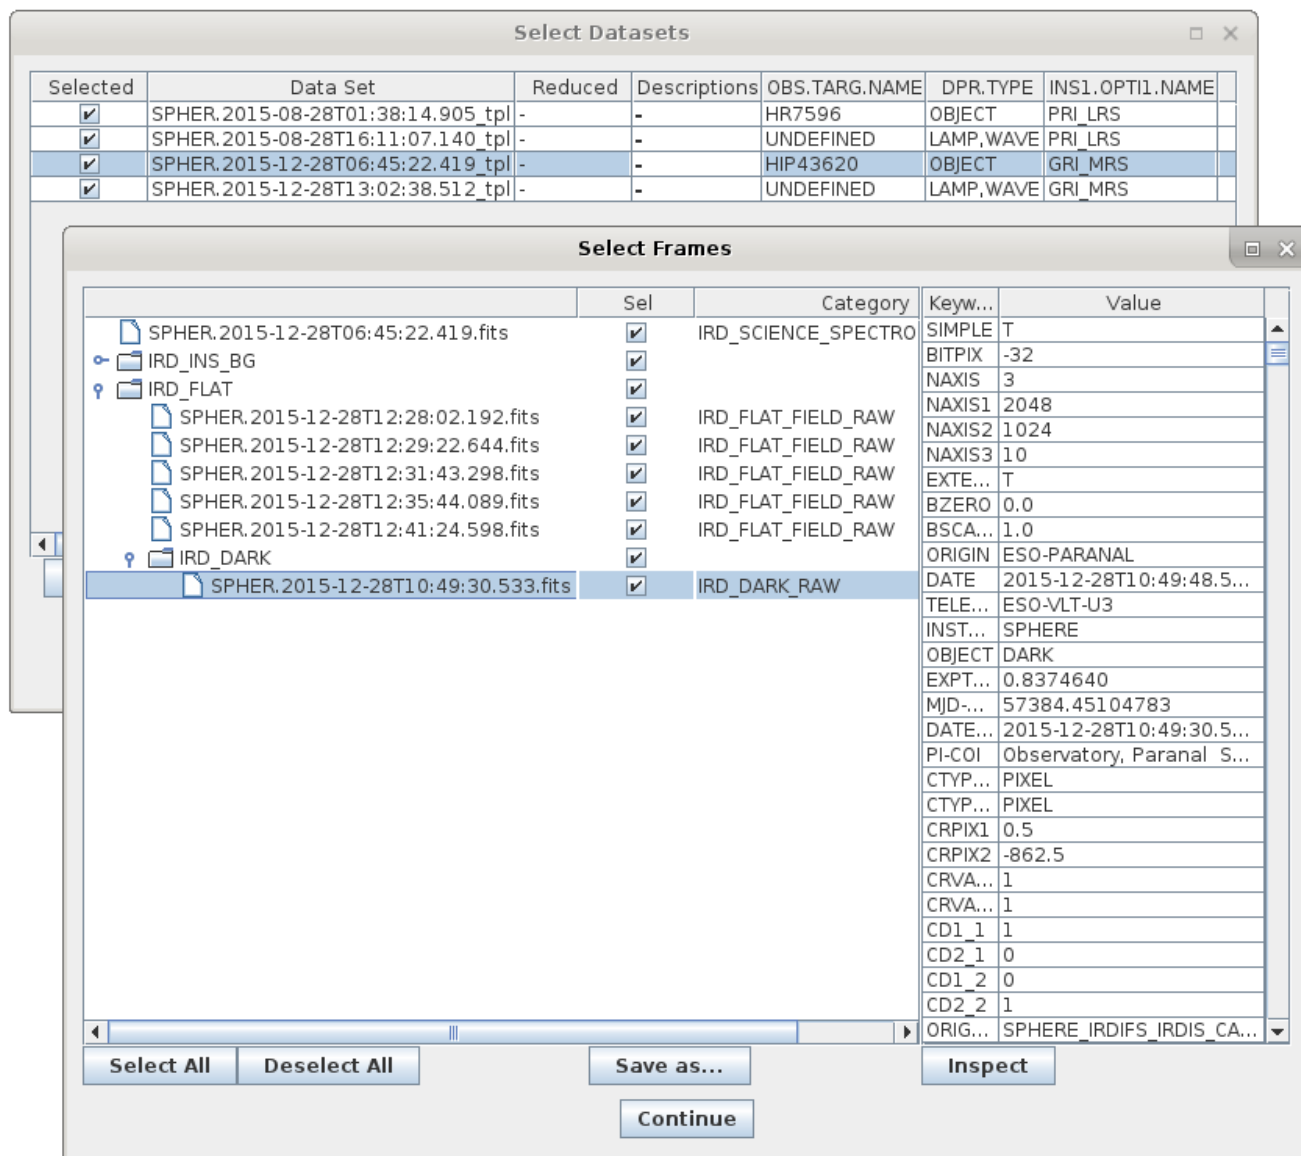 Select Datasets
Selected Data Set Reduced Descriptions OBS.TARG.NAME DPR.TYPE INS1.OPTI1.NAME
SPHER.2015-08-28T01:38:14.905_tpl - - HR7596 OBJECT PRI_LRS
SPHER.2015-08-28T16:11:07.140_tpl - - UNDEFINED LAMP,WAVE PRI_LRS
SPHER.2015-12-28T06:45:22.419_tpl - - HIP43620 OBJECT GRI_MRS
SPHER.2015-12-28T13:02:38.512_tpl - - UNDEFINED LAMP,WAVE GRI_MRS
Select Frames
Sel Category
SPHER.2015-12-28T06:45:22.419.fits IRD_SCIENCE_SPECTRO
IRD_INS_BG
IRD_FLAT
SPHER.2015-12-28T12:28:02.192.fits IRD_FLAT_FIELD_RAW
SPHER.2015-12-28T12:29:22.644.fits IRD_FLAT_FIELD_RAW
SPHER.2015-12-28T12:31:43.298.fits IRD_FLAT_FIELD_RAW
SPHER.2015-12-28T12:35:44.089.fits IRD_FLAT_FIELD_RAW
SPHER.2015-12-28T12:41:24.598.fits IRD_FLAT_FIELD_RAW
IRD_DARK
SPHER.2015-12-28T10:49:30.533.fits IRD_DARK_RAW
Keyw... Value
SIMPLE T
BITPIX -32
NAXIS 3
NAXIS1 2048
NAXIS2 1024
NAXIS3 10
EXTE... T
BZERO 0.0
BSCA... 1.0
ORIGIN ESO-PARANAL
DATE 2015-12-28T10:49:48.5...
TELE... ESO-VLT-U3
INST... SPHERE
OBJECT DARK
EXPT... 0.8374640
MJD-... 57384.45104783
DATE... 2015-12-28T10:49:30.5...
PI-COI Observatory, Paranal S...
CTYP... PIXEL
CTYP... PIXEL
CRPIX1 0.5
CRPIX2 -862.5
CRVA... 1
CRVA... 1
CD1_1 1
CD2_1 0
CD1_2 0
CD2_2 1
ORIG... SPHERE_IRDIFS_IRDIS_CA...
Select All Deselect All Save as... Inspect
Continue